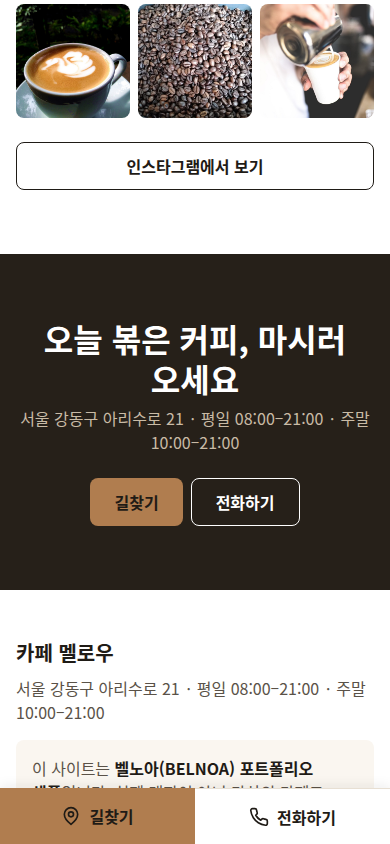 인스타그램에서 보기
오늘 볶은 커피, 마시러
오세요
서울 강동구 아리수로 21 · 평일 08:00–21:00 · 주말
10:00–21:00
길찾기 전화하기
카페 멜로우
서울 강동구 아리수로 21 · 평일 08:00–21:00 · 주말
10:00–21:00
이 사이트는 벨노아(BELNOA) 포트폴리오
길찾기 전화하기